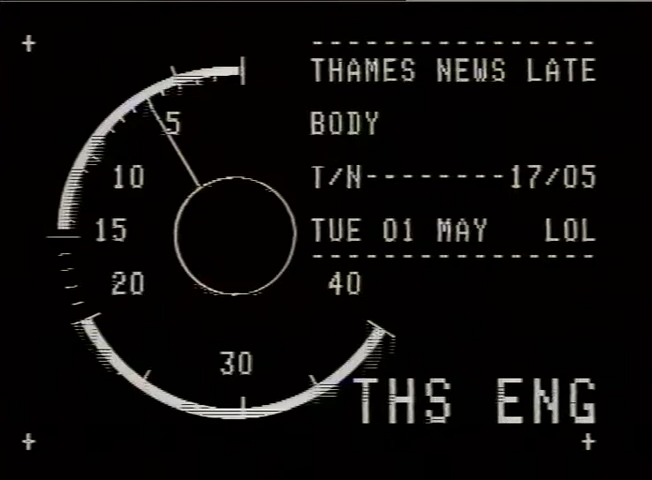 THAMES NEWS LATE
5
BODY
10
T/N--------17/05
15
TUE 01 MAY LOL
20
40
30
THS ENG